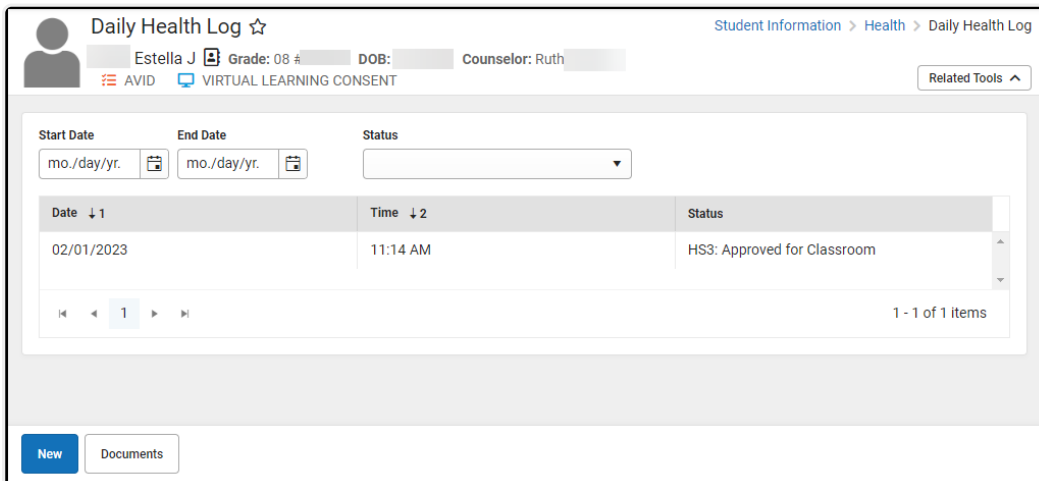 Daily Health Log
Student Information > Health > Daily Health Log
Estella J Grade: 08 # DOB: Counselor: Ruth
AVID VIRTUAL LEARNING CONSENT
Related Tools
Start Date End Date Status
mo./day/yr. mo./day/yr.
Date ↓ 1 Time ↓ 2 Status
02/01/2023 11:14 AM HS3: Approved for Classroom
1 1 - 1 of 1 items
New Documents